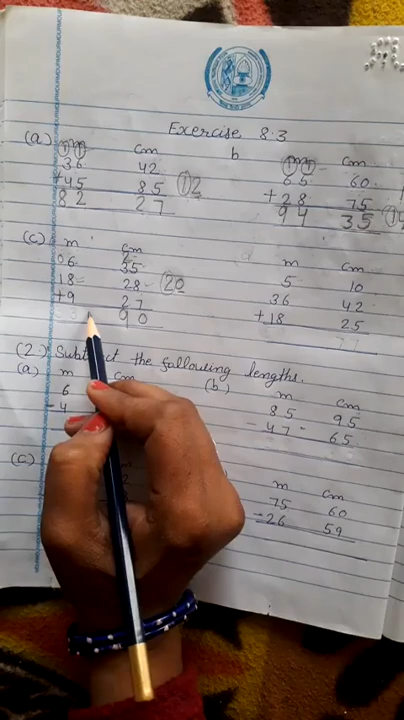 Exercise 8.3
(a) b
m cm m cm
36 42 65 60
+45 85 12 +28 75
82 27 94 35
(c) d
m cm m cm
06 35 5 10
18 28 20 36 42
+9 27 +18 25
33 90 77
(2.) Subtract the following lengths.
(a) m cm (b) m cm
6 85 95
-4 -47 65
(c) m cm
75 60
-26 59